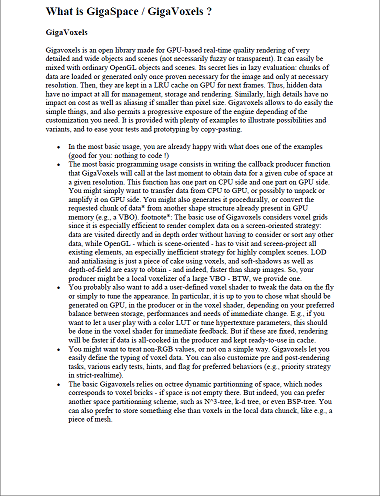 What is GigaSpace / GigaVoxels ?
GigaVoxels
Gigavoxels is an open library made for GPU-based real-time quality rendering of very
detailed and wide objects and scenes (not necessarily fuzzy or transparent). It can easily be
mixed with ordinary OpenGL objects and scenes. Its secret lies in lazy evaluation: chunks of
data are loaded or generated only once proven necessary for the image and only at necessary
resolution. Then, they are kept in a LRU cache on GPU for next frames. Thus, hidden data
have no impact at all for management, storage and rendering. Similarly, high details have no
impact on cost as well as aliasing if smaller than pixel size. Gigavoxels allows to do easily the
simple things, and also permits a progressive exposure of the engine depending of the
customization you need. It is provided with plenty of examples to illustrate possibilities and
variants, and to ease your tests and prototyping by copy-pasting.
• In the most basic usage, you are already happy with what does one of the examples
(good for you: nothing to code !)
• The most basic programming usage consists in writing the callback producer function
that GigaVoxels will call at the last moment to obtain data for a given cube of space at
a given resolution. This function has one part on CPU side and one part on GPU side.
You might simply want to transfer data from CPU to GPU, or possibly to unpack or
amplify it on GPU side. You might also generates it procedurally, or convert the
requested chunk of data* from another shape structure already present in GPU
memory (e.g., a VBO). footnote*: The basic use of Gigavoxels considers voxel grids
since it is especially efficient to render complex data on a screen-oriented strategy:
data are visited directly and in depth order without having to consider or sort any other
data, while OpenGL - which is scene-oriented - has to visit and screen-project all
existing elements, an especially inefficient strategy for highly complex scenes. LOD
and antialiasing is just a piece of cake using voxels, and soft-shadows as well as
depth-of-field are easy to obtain - and indeed, faster than sharp images. So, your
producer might be a local voxelizer of a large VBO - BTW, we provide one.
• You probably also want to add a user-defined voxel shader to tweak the data on the fly
or simply to tune the appearance. In particular, it is up to you to chose what should be
generated on GPU, in the producer or in the voxel shader, depending on your preferred
balance between storage, performances and needs of immediate change. E.g., if you
want to let a user play with a color LUT or tune hypertexture parameters, this should
be done in the voxel shader for immediate feedback. But if these are fixed, rendering
will be faster if data is all-cooked in the producer and kept ready-to-use in cache.
• You might want to treat non-RGB values, or not on a simple way. Gigavoxels let you
easily define the typing of voxel data. You can also customize pre and post-rendering
tasks, various early tests, hints, and flag for preferred behaviors (e.g., priority strategy
in strict-realtime).
• The basic Gigavoxels relies on octree dynamic partitionning of space, which nodes
corresponds to voxel bricks - if space is not empty there. But indeed, you can prefer
another space partitionning scheme, such as N^3-tree, k-d tree, or even BSP-tree. You
can also prefer to store something else than voxels in the local data chunck, like e.g., a
piece of mesh.